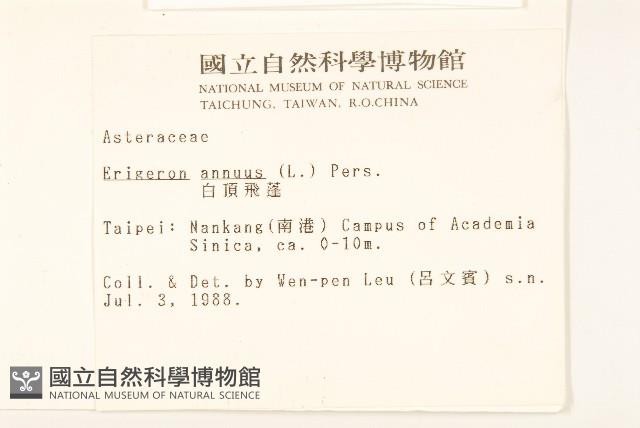 國立自然科學博物館
NATIONAL MUSEUM OF NATURAL SCIENCE
TAICHUNG, TAIWAN, R.O.CHINA
Asteraceae
Erigeron annuus (L.) Pers.
白頂飛蓬
Taipei: Nankang(南港) Campus of Academia
Sinica, ca. 0-10m.
Coll. & Det. by Wen-pen Leu (呂文賓) s.n.
Jul. 3, 1988.
國立自然科學博物館
NATIONAL MUSEUM OF NATURAL SCIENCE